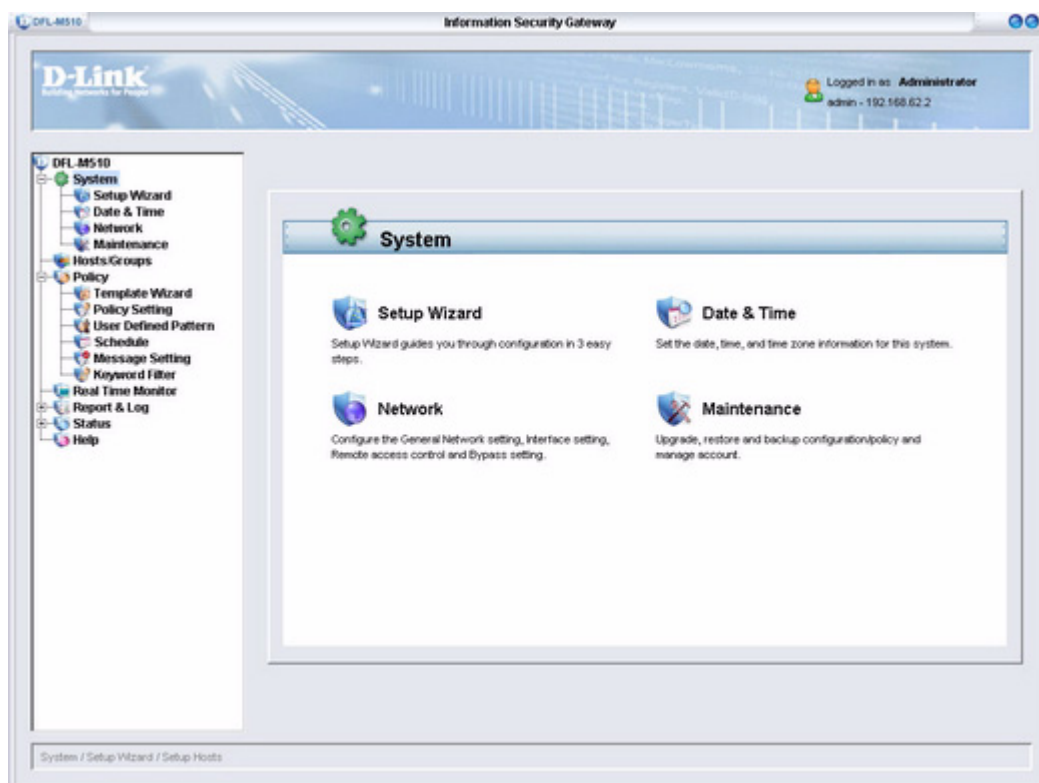 DFL-M510
Information Security Gateway
D-Link
Building Networks for People
Logged in as Administrator
admin - 192.168.62.2
DFL-M510
System
Setup Wizard
Date & Time
Network
Maintenance
Hosts/Groups
Policy
Template Wizard
Policy Setting
User Defined Pattern
Schedule
Message Setting
Keyword Filter
Real Time Monitor
Report & Log
Status
Help
System
Setup Wizard
Setup Wizard guides you through configuration in 3 easy
steps.
Date & Time
Set the date, time, and time zone information for this system.
Network
Configure the General Network setting, Interface setting,
Remote access control and Bypass setting.
Maintenance
Upgrade, restore and backup configuration/policy and
manage account.
System / Setup Wizard / Setup Hosts